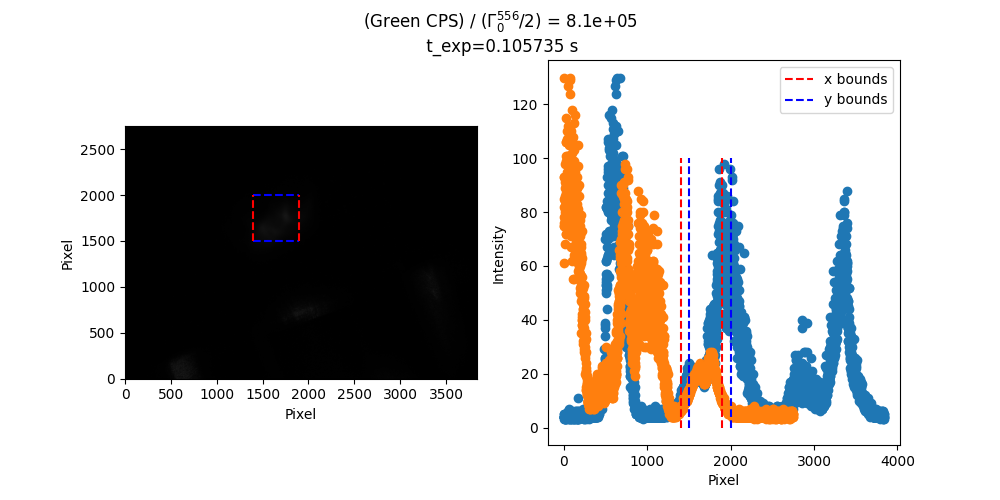 (Green CPS) / (Γ₀⁵⁵⁶/2) = 8.1e+05
t_exp=0.105735 s
2500
2000
1500
1000
500
0
Pixel
0 500 1000 1500 2000 2500 3000 3500
Pixel
120
100
80
60
40
20
0
Intensity
x bounds
y bounds
0 1000 2000 3000 4000
Pixel